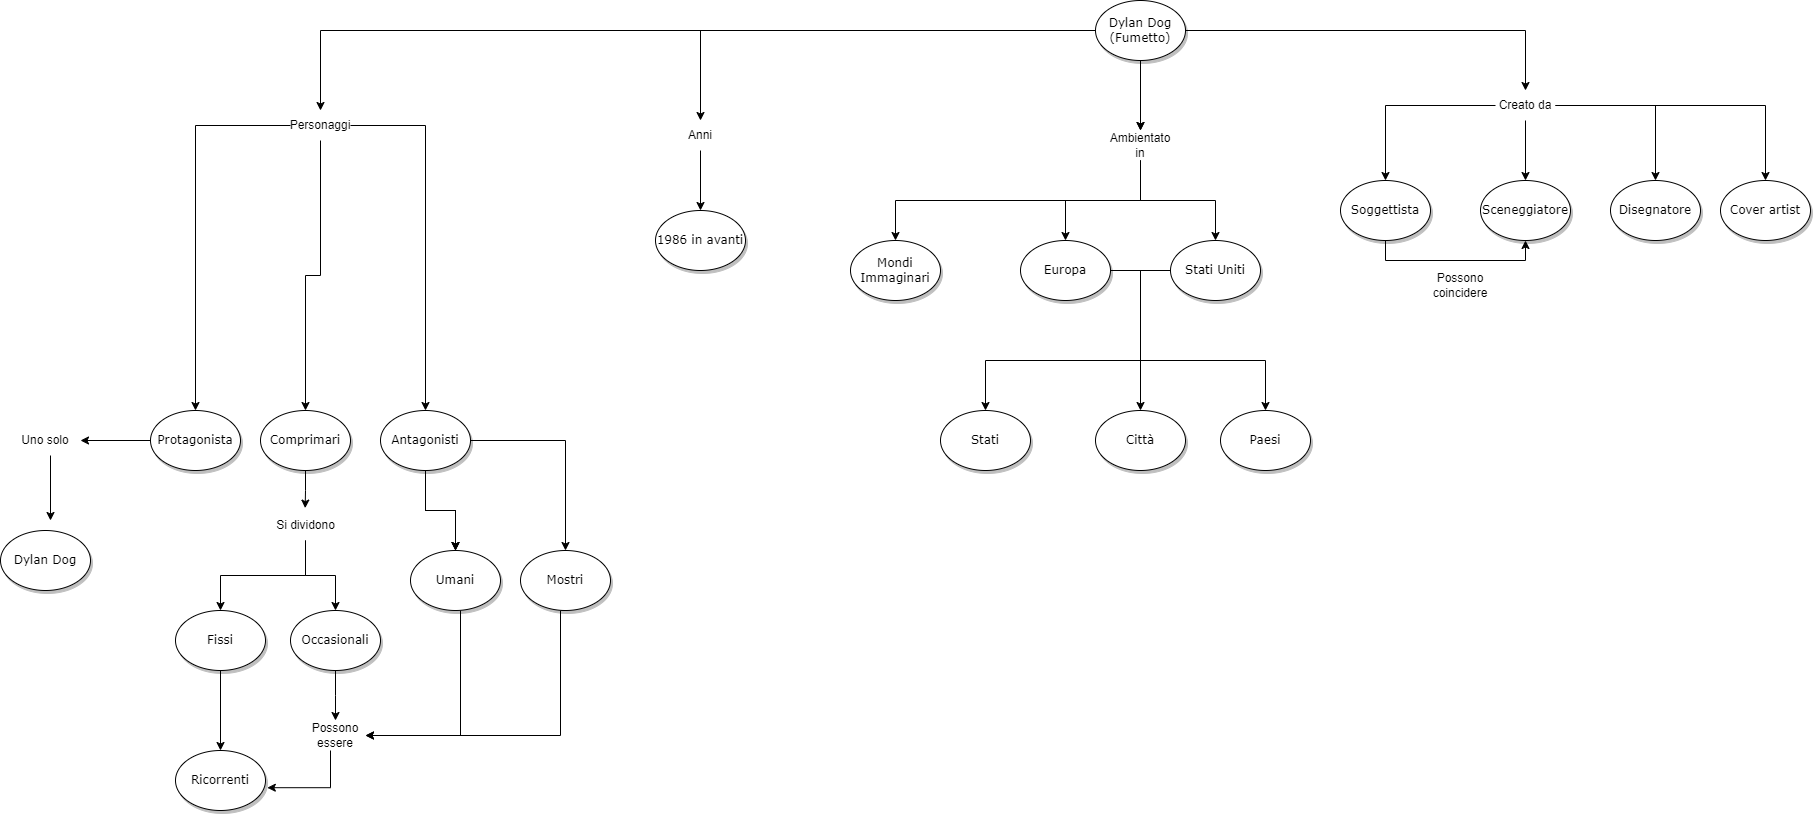 Dylan Dog
(Fumetto)
Personaggi
Anni
Ambientato
in
Creato da
1986 in avanti
Mondi
Immaginari
Europa
Stati Uniti
Soggettista
Sceneggiatore
Disegnatore
Cover artist
Possono
coincidere
Uno solo
Protagonista
Comprimari
Antagonisti
Stati
Città
Paesi
Si dividono
Dylan Dog
Umani
Mostri
Fissi
Occasionali
Possono
essere
Ricorrenti